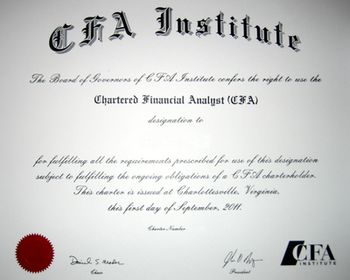 CFA Institute
The Board of Governors of CFA Institute confers the right to use the
Chartered Financial Analyst (CFA)
designation to
for fulfilling all the requirements prescribed for use of this designation
subject to fulfilling the ongoing obligations of a CFA charterholder.
This charter is issued at Charlottesville, Virginia,
this first day of September, 2011.
Charter Number
Chair
President
CFA
INSTITUTE